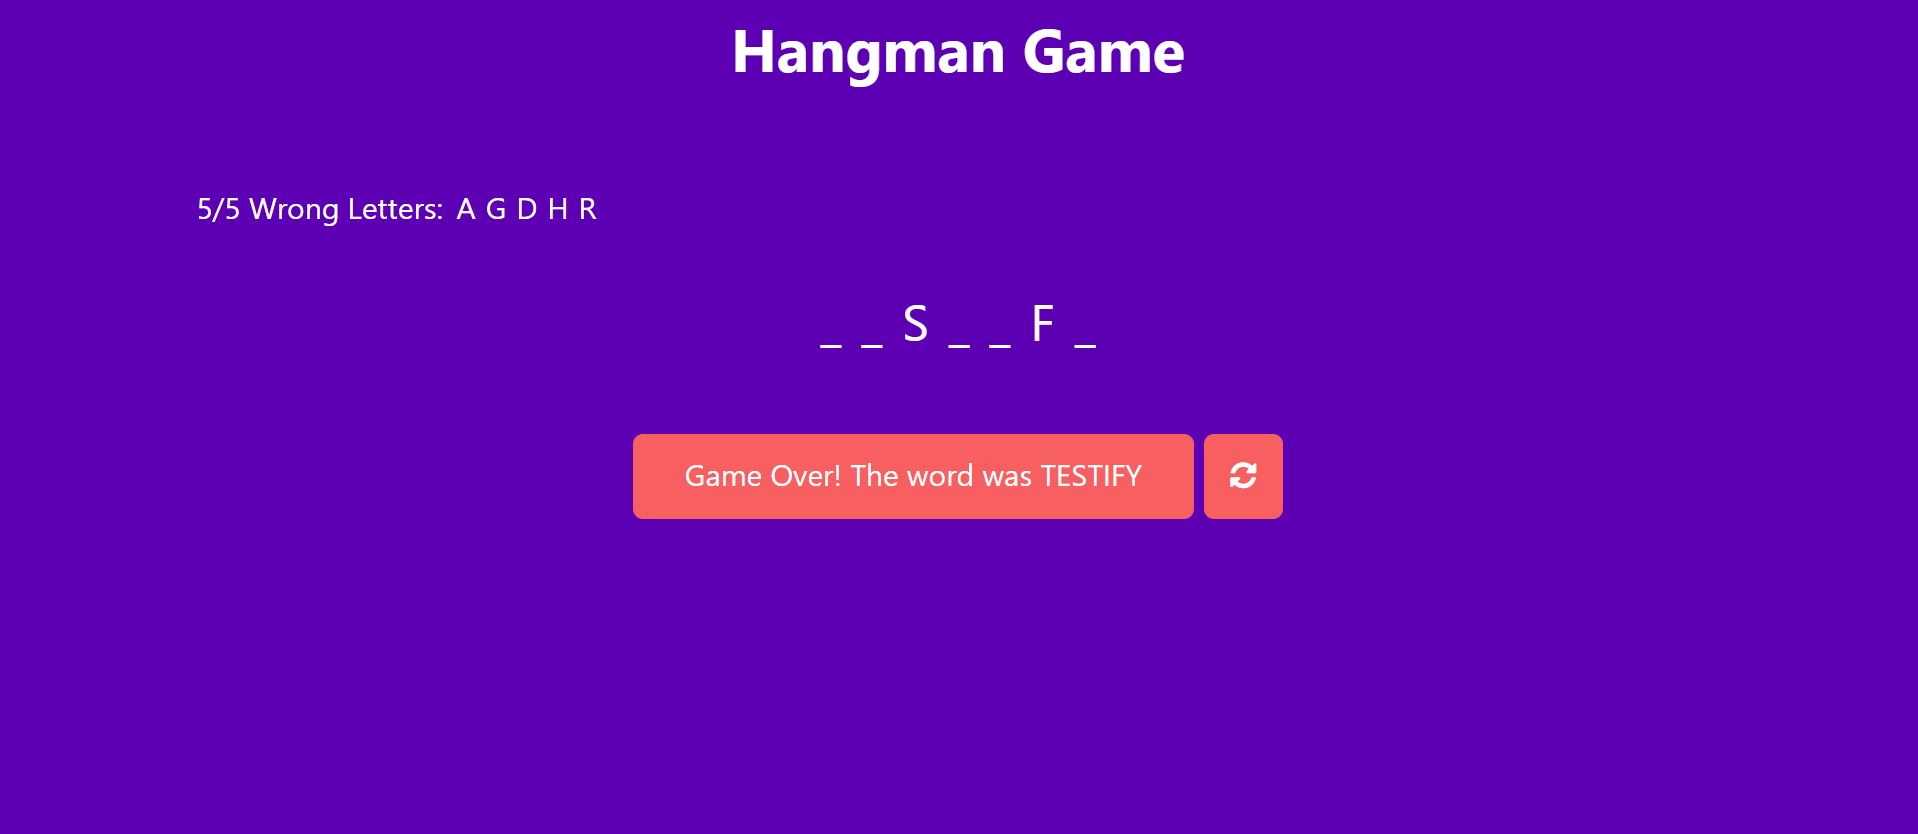 Hangman Game
5/5 Wrong Letters: A G D H R
_ _ S _ _ F _
Game Over! The word was TESTIFY